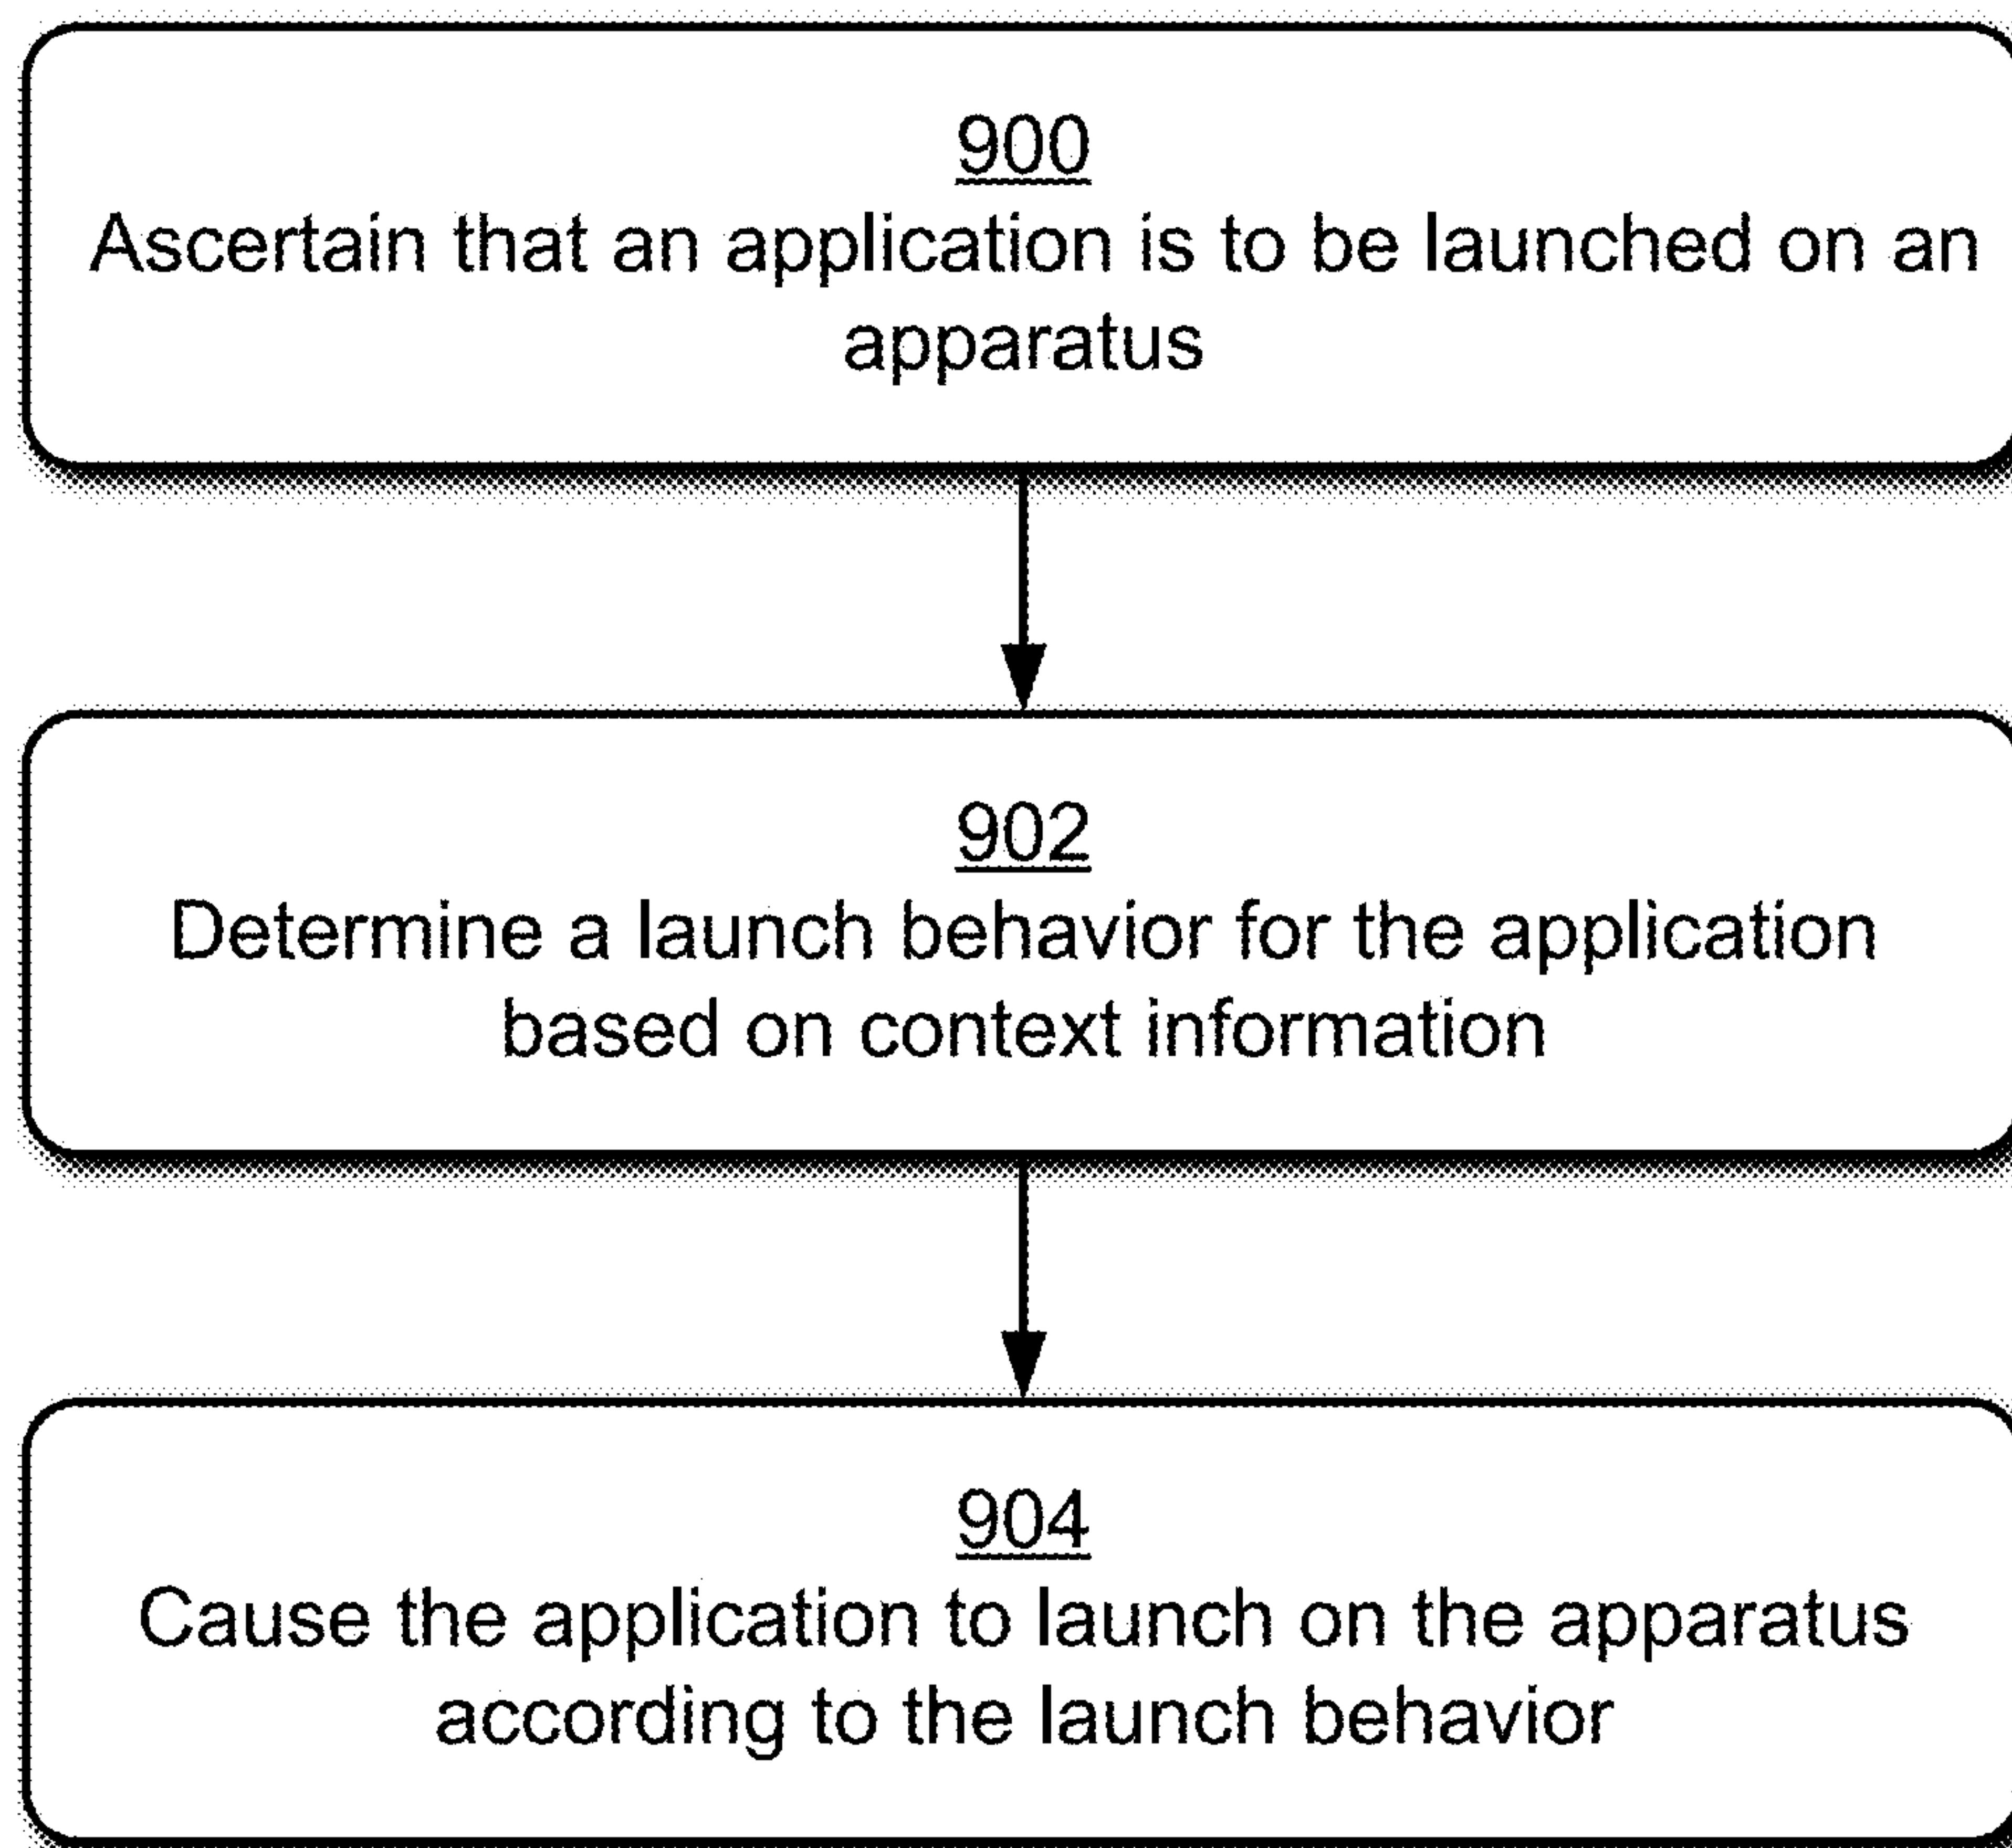 900
Ascertain that an application is to be launched on an
apparatus
902
Determine a launch behavior for the application
based on context information
904
Cause the application to launch on the apparatus
according to the launch behavior